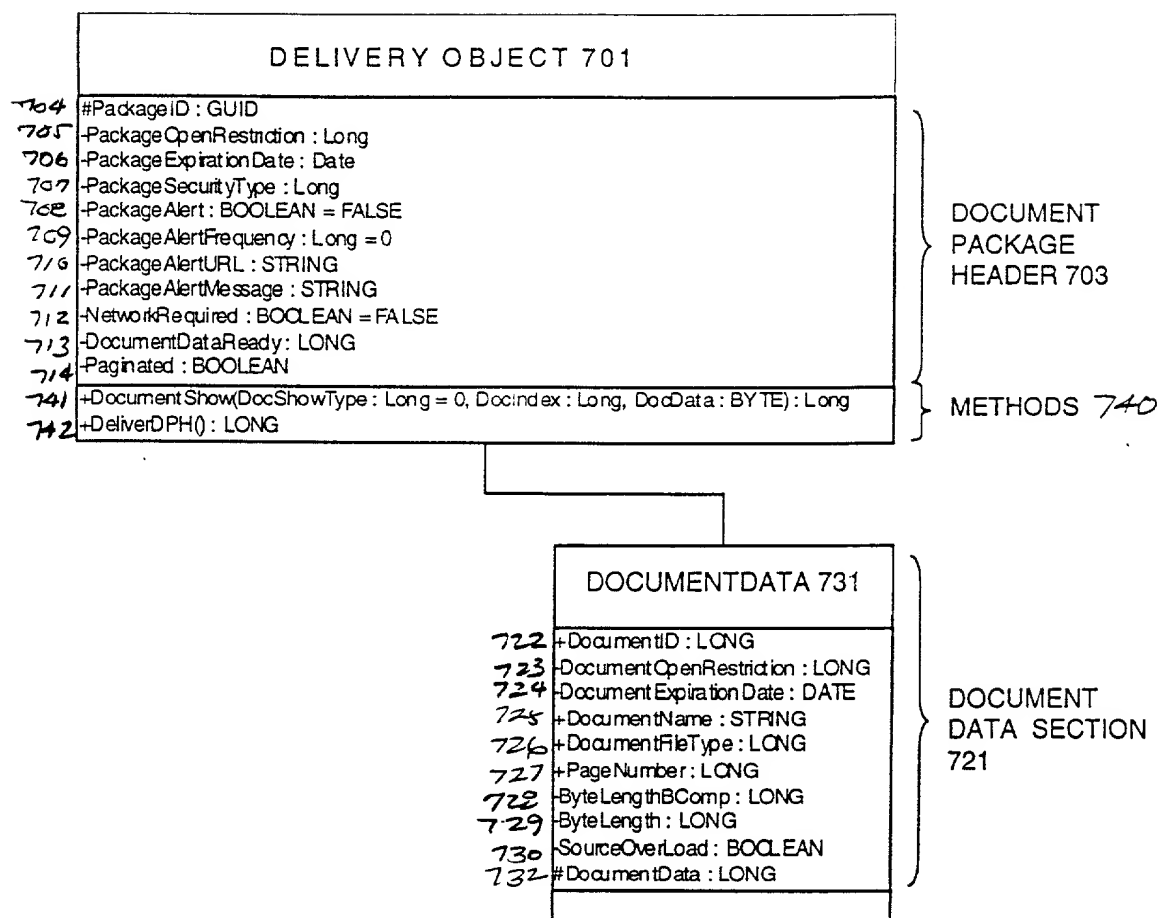 DELIVERY OBJECT 701
704 #PackageID : GUID
705 -PackageOpenRestriction : Long
706 -PackageExpirationDate : Date
707 -PackageSecurityType : Long
708 -PackageAlert : BOOLEAN = FALSE
709 -PackageAlertFrequency : Long = 0
710 -PackageAlertURL : STRING
711 -PackageAlertMessage : STRING
712 -NetworkRequired : BOOLEAN = FALSE
713 -DocumentDataReady : LONG
714 -Paginated : BOOLEAN
DOCUMENT
PACKAGE
HEADER 703
741 +DocumentShow(DocShowType : Long = 0, DocIndex : Long, DocData : BYTE) : Long
742 +DeliverDPH() : LONG
METHODS 740
DOCUMENTDATA 731
722 +DocumentID : LONG
723 -DocumentOpenRestriction : LONG
724 -DocumentExpirationDate : DATE
725 +DocumentName : STRING
726 +DocumentFileType : LONG
727 +PageNumber : LONG
728 -ByteLengthBComp : LONG
729 -ByteLength : LONG
730 -SourceOverLoad : BOOLEAN
732 #DocumentData : LONG
DOCUMENT
DATA SECTION
721